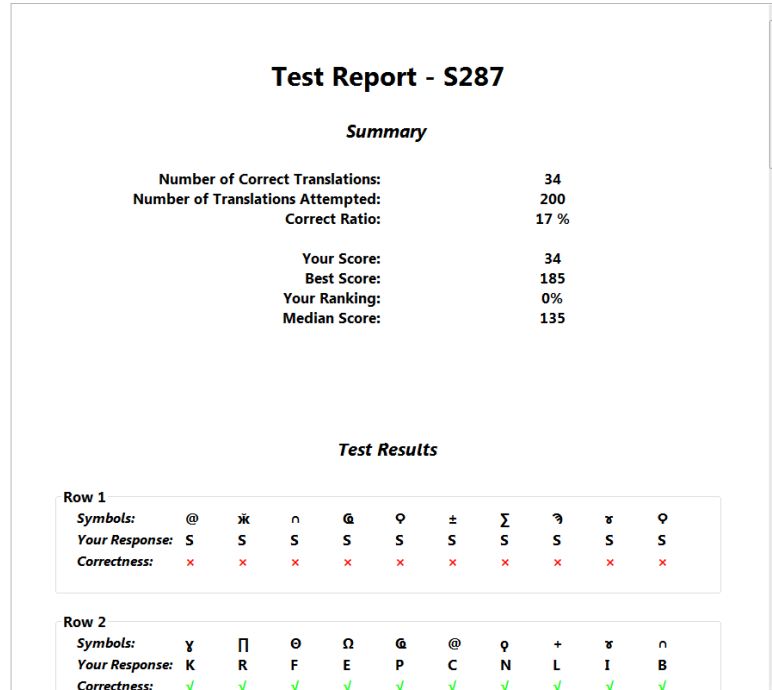 Test Report - S287
Summary
Number of Correct Translations: 34
Number of Translations Attempted: 200
Correct Ratio: 17 %
Your Score: 34
Best Score: 185
Your Ranking: 0%
Median Score: 135
Test Results
Row 1
Symbols: @ ӂ ∩ Ҩ Ϙ ± ∑ Ϡ ɤ Ϙ
Your Response: S S S S S S S S S S
Correctness: × × × × × × × × × ×
Row 2
Symbols: ɣ ∏ Θ Ω Ҩ @ ϙ + ɤ ∩
Your Response: K R F E P C N L I B
Correctness: √ √ √ √ √ √ √ √ √ √